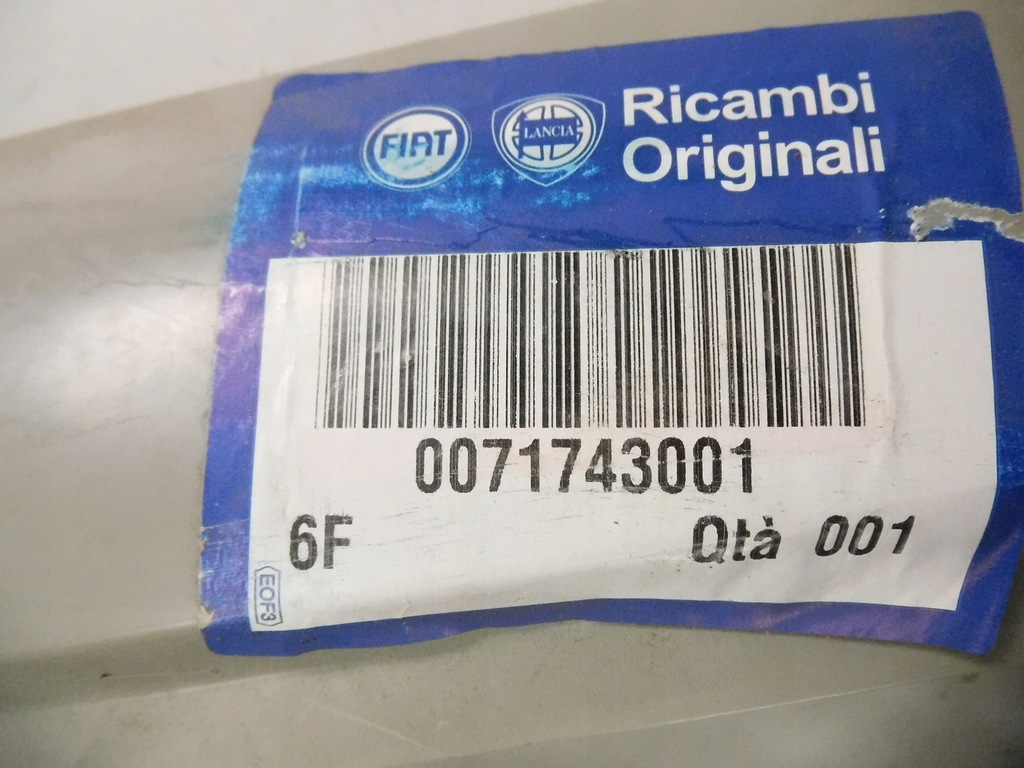 FIAT
LANCIA
Ricambi
Originali
0071743001
6F
Qtà 001
EOF3